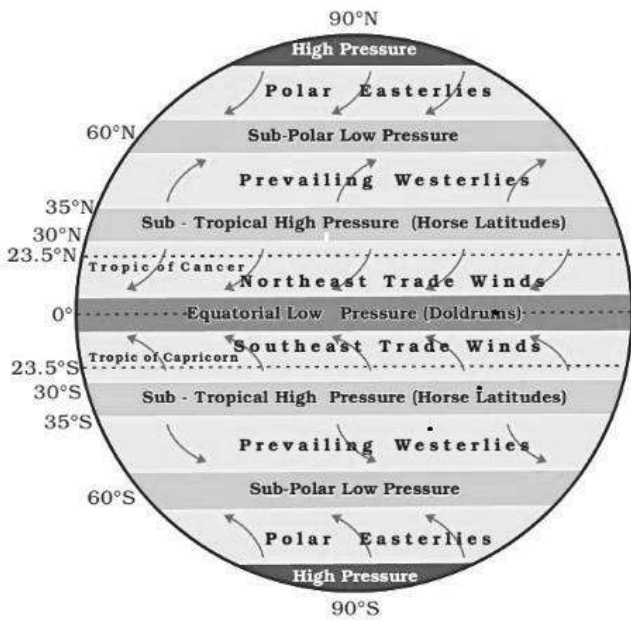 90°N
High Pressure
Polar Easterlies
60°N
Sub-Polar Low Pressure
Prevailing Westerlies
35°N
Sub - Tropical High Pressure (Horse Latitudes)
30°N
23.5°N
Tropic of Cancer
Northeast Trade Winds
0°
Equatorial Low Pressure (Doldrums)
Southeast Trade Winds
Tropic of Capricorn
23.5°S
30°S
Sub - Tropical High Pressure (Horse Latitudes)
35°S
Prevailing Westerlies
Sub-Polar Low Pressure
60°S
Polar Easterlies
High Pressure
90°S